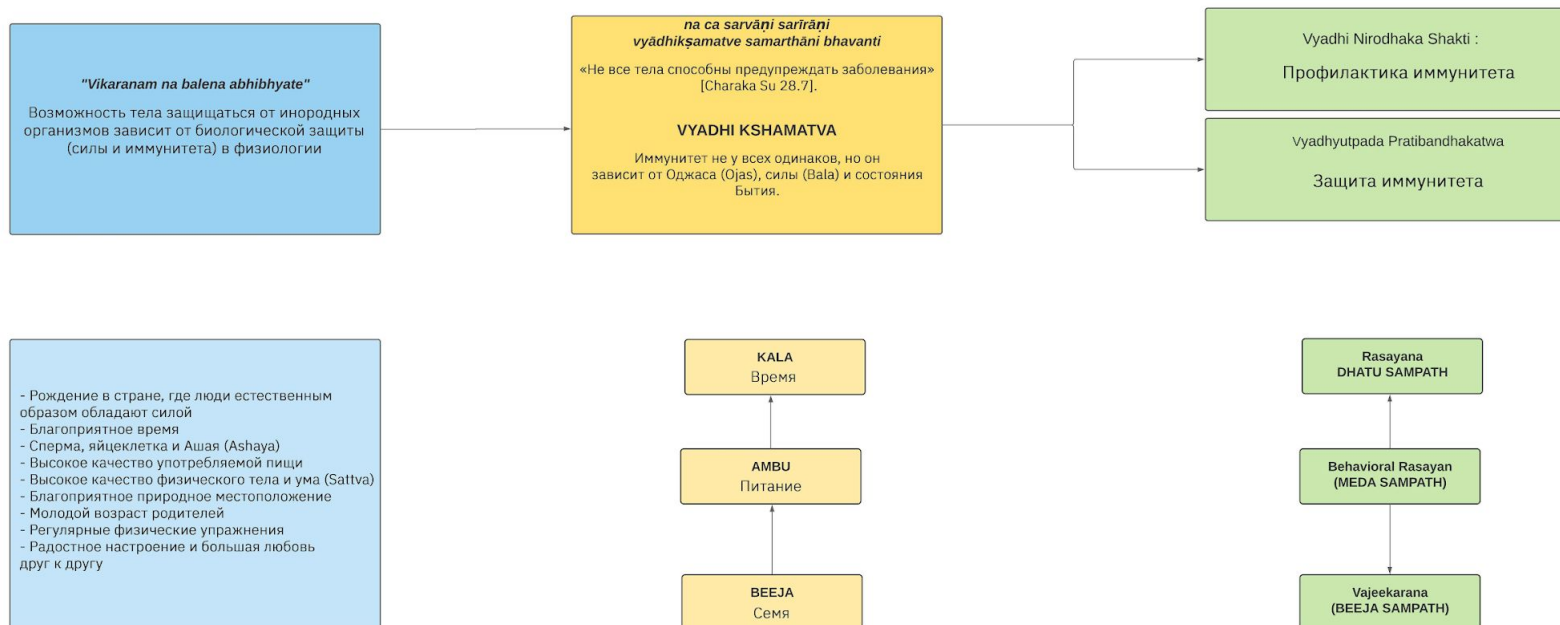 "Vikaranam na balena abhibhyate"
Возможность тела защищаться от инородных
организмов зависит от биологической защиты
(силы и иммунитета) в физиологии
na ca sarvāṇi sarīrāṇi
vyādhikṣamatve samarthāni bhavanti
«Не все тела способны предупреждать заболевания»
[Charaka Su 28.7].
VYADHI KSHAMATVA
Иммунитет не у всех одинаков, но он
зависит от Оджаса (Ojas), силы (Bala) и состояния
Бытия.
Vyadhi Nirodhaka Shakti :
Профилактика иммунитета
Vyadhyutpada Pratibandhakatwa
Защита иммунитета
- Рождение в стране, где люди естественным
образом обладают силой
- Благоприятное время
- Сперма, яйцеклетка и Ашая (Ashaya)
- Высокое качество употребляемой пищи
- Высокое качество физического тела и ума (Sattva)
- Благоприятное природное местоположение
- Молодой возраст родителей
- Регулярные физические упражнения
- Радостное настроение и большая любовь
друг к другу
KALA
Время
AMBU
Питание
BEEJA
Семя
Rasayana
DHATU SAMPATH
Behavioral Rasayan
(MEDA SAMPATH)
Vajeekarana
(BEEJA SAMPATH)